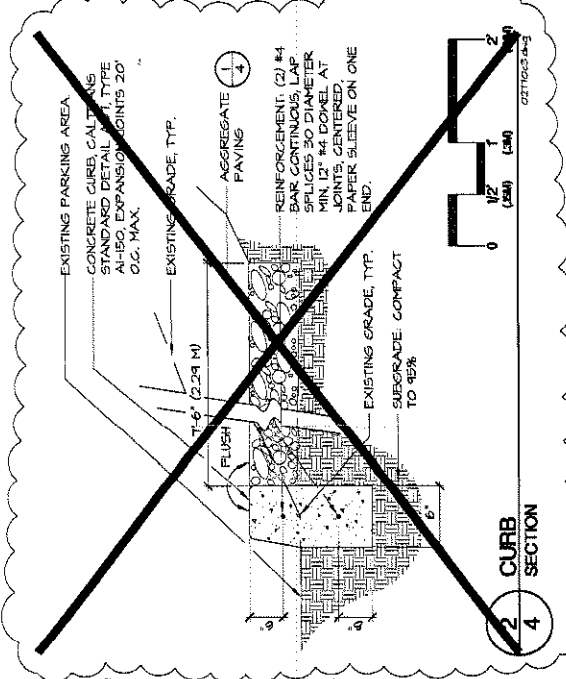 EXISTING PARKING AREA.
CONCRETE CURB, CALTRANS
STANDARD DETAIL TYPE
A1-150, EXPANSION JOINTS 20'
O.C. MAX.
EXISTING GRADE, TYP.
1
4
AGGREGATE
PAVING
7'-6" (2.29 M)
FLUSH
REINFORCEMENT: (2) #4
BAR CONTINUOUS, LAP
SPLICES 30 DIAMETER
MIN, 12" #4 DOWEL AT
JOINTS, CENTERED,
PAPER SLEEVE ON ONE
END.
EXISTING GRADE, TYP.
SUBGRADE: COMPACT
TO 95%
6"
8"
6"
2
4
CURB
SECTION
0 1/2' 1' 2'